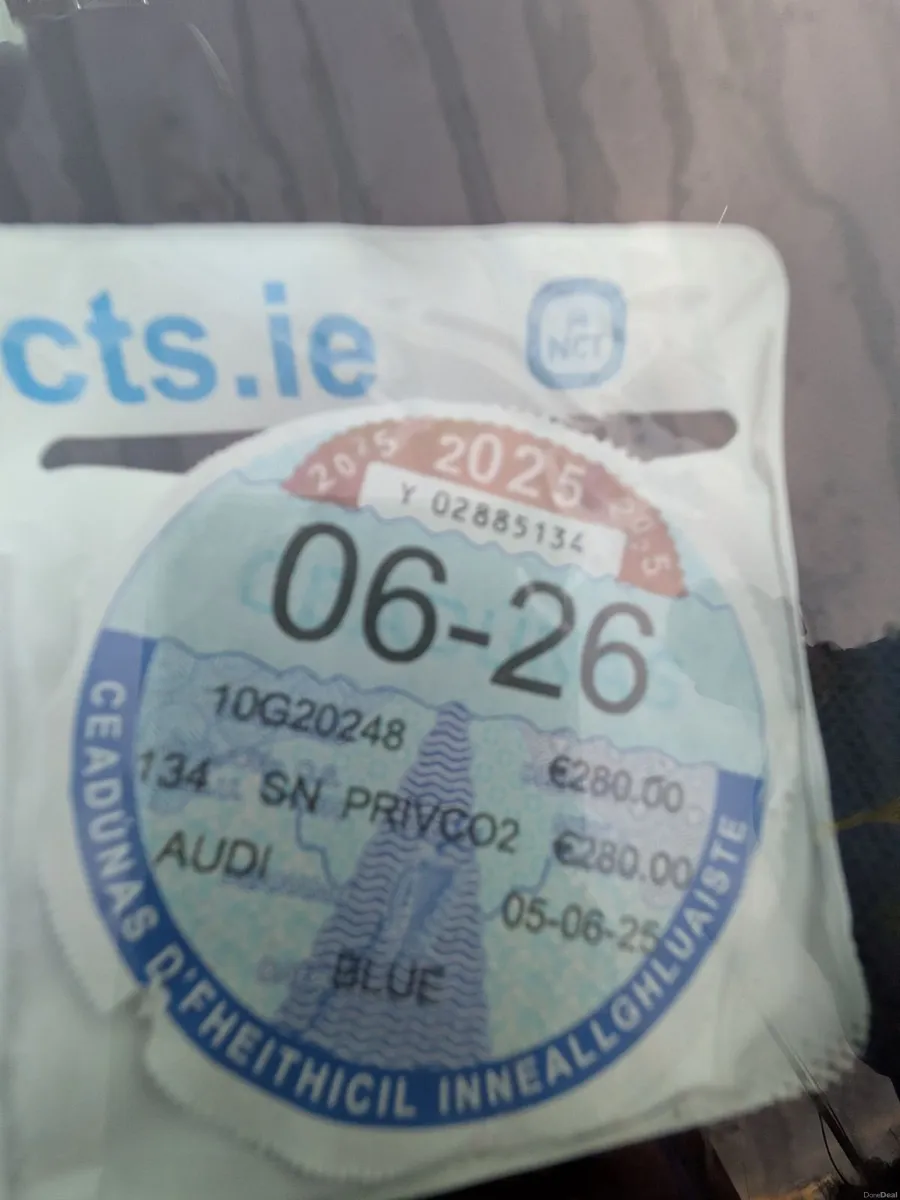 cts.ie
NCT
2025 2025 2025
Y 02885134
06-26
10G20248
€280.00
134 SN PRIVCO2 €280.00
AUDI
05-06-25
BLUE
CEADÚNAS D'FHEITHICIL INNEALLGHLUAISTE
DoneDeal